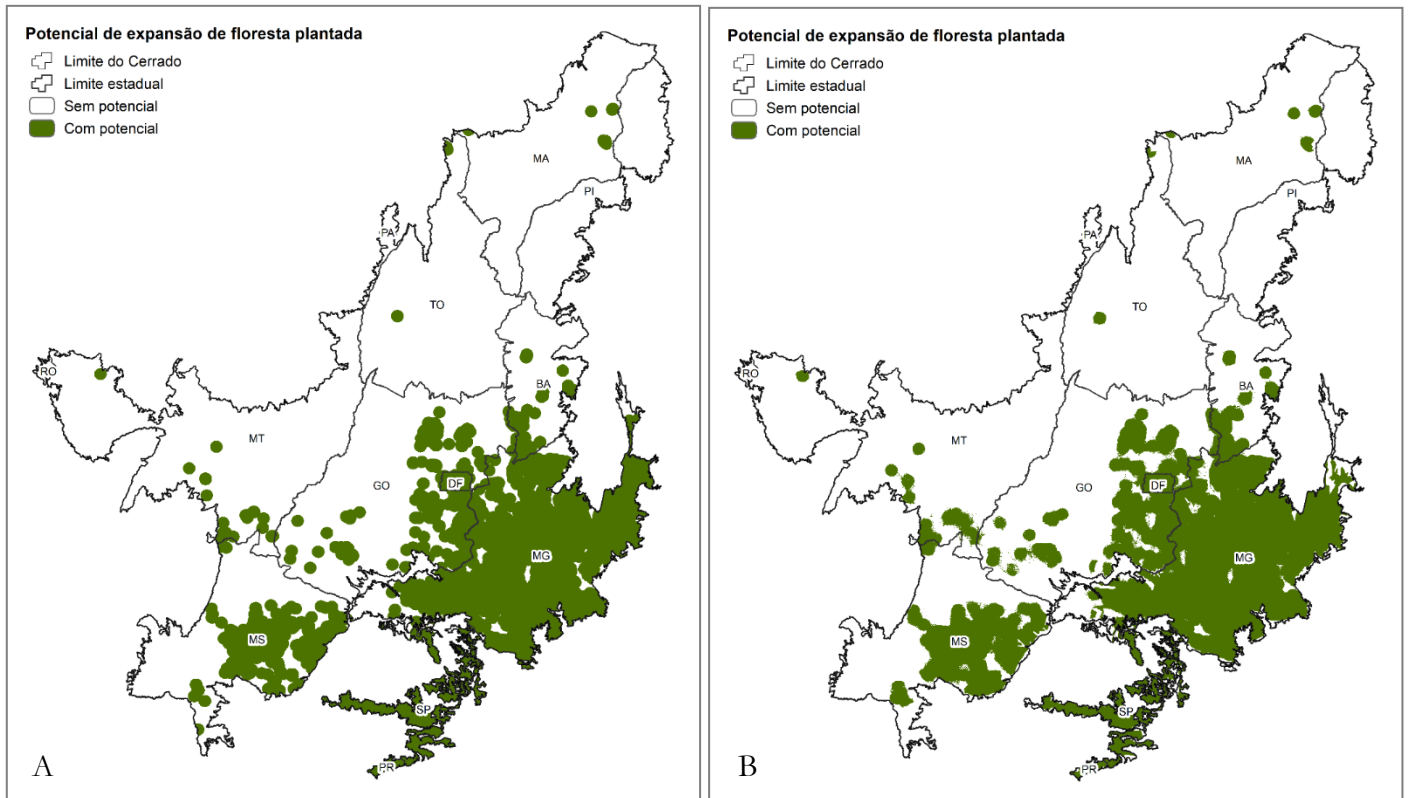 Potencial de expansão de floresta plantada
Limite do Cerrado
Limite estadual
Sem potencial
Com potencial
MA
PI
PA
TO
RO
BA
MT
GO
DF
MG
MS
SP
PR
A
Potencial de expansão de floresta plantada
Limite do Cerrado
Limite estadual
Sem potencial
Com potencial
MA
PI
PA
TO
RO
BA
MT
GO
DF
MG
MS
SP
PR
B